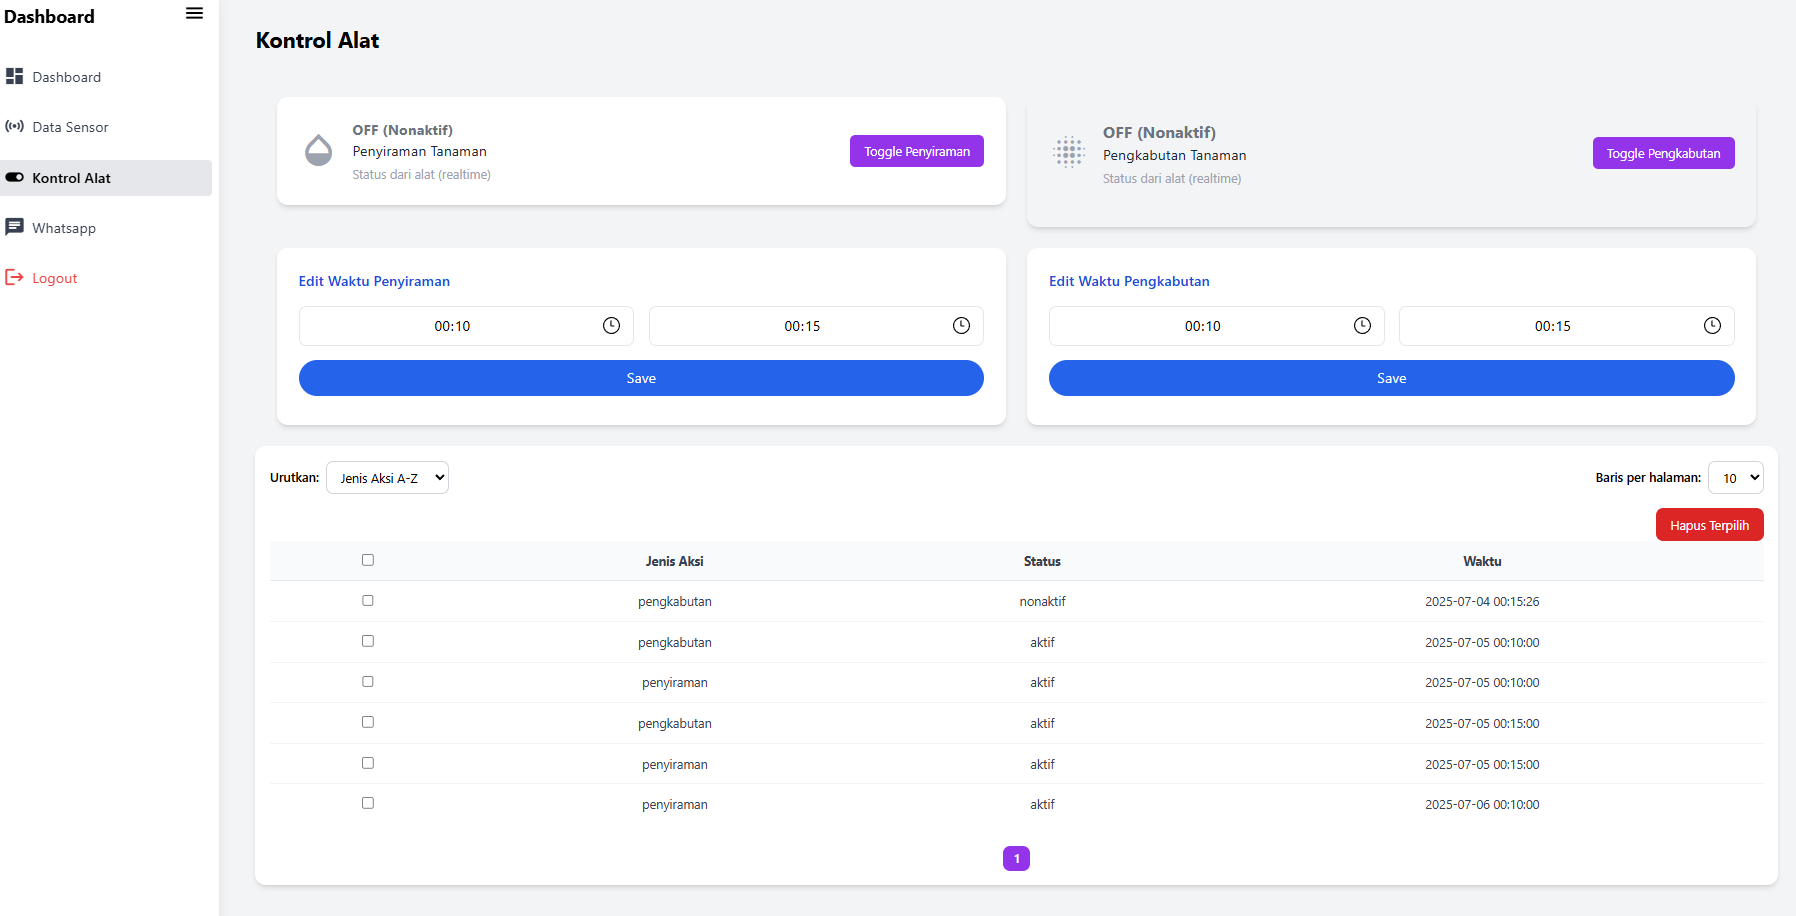 Dashboard
Dashboard
Data Sensor
Kontrol Alat
Whatsapp
Logout
Kontrol Alat
OFF (Nonaktif)
Penyiraman Tanaman
Status dari alat (realtime)
Toggle Penyiraman
OFF (Nonaktif)
Pengkabutan Tanaman
Status dari alat (realtime)
Toggle Pengkabutan
Edit Waktu Penyiraman
00:10 00:15
Save
Edit Waktu Pengkabutan
00:10 00:15
Save
Urutkan: Jenis Aksi A-Z
Baris per halaman: 10
Hapus Terpilih
Jenis Aksi Status Waktu
pengkabutan nonaktif 2025-07-04 00:15:26
pengkabutan aktif 2025-07-05 00:10:00
penyiraman aktif 2025-07-05 00:10:00
pengkabutan aktif 2025-07-05 00:15:00
penyiraman aktif 2025-07-05 00:15:00
penyiraman aktif 2025-07-06 00:10:00
1